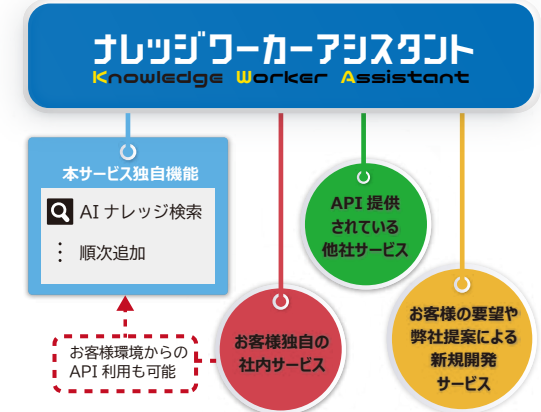 ナレッジワーカーアシスタント
Knowledge Worker Assistant
本サービス独自機能
AI ナレッジ検索
⋮ 順次追加
API 提供
されている
他社サービス
お客様の要望や
弊社提案による
新規開発
サービス
お客様独自の
社内サービス
お客様環境からの
API 利用も可能